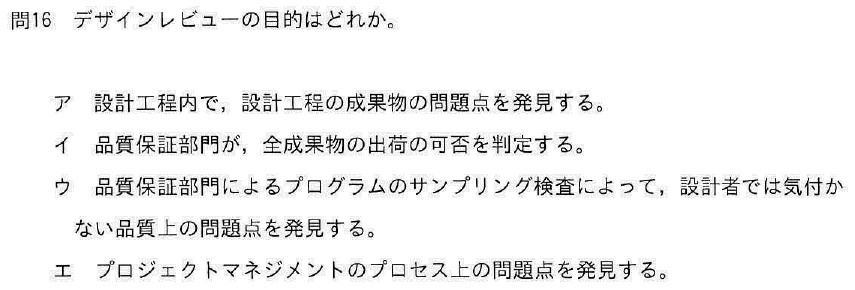 問16 デザインレビューの目的はどれか。
ア 設計工程内で，設計工程の成果物の問題点を発見する。
イ 品質保証部門が，全成果物の出荷の可否を判定する。
ウ 品質保証部門によるプログラムのサンプリング検査によって，設計者では気付か
ない品質上の問題点を発見する。
エ プロジェクトマネジメントのプロセス上の問題点を発見する。